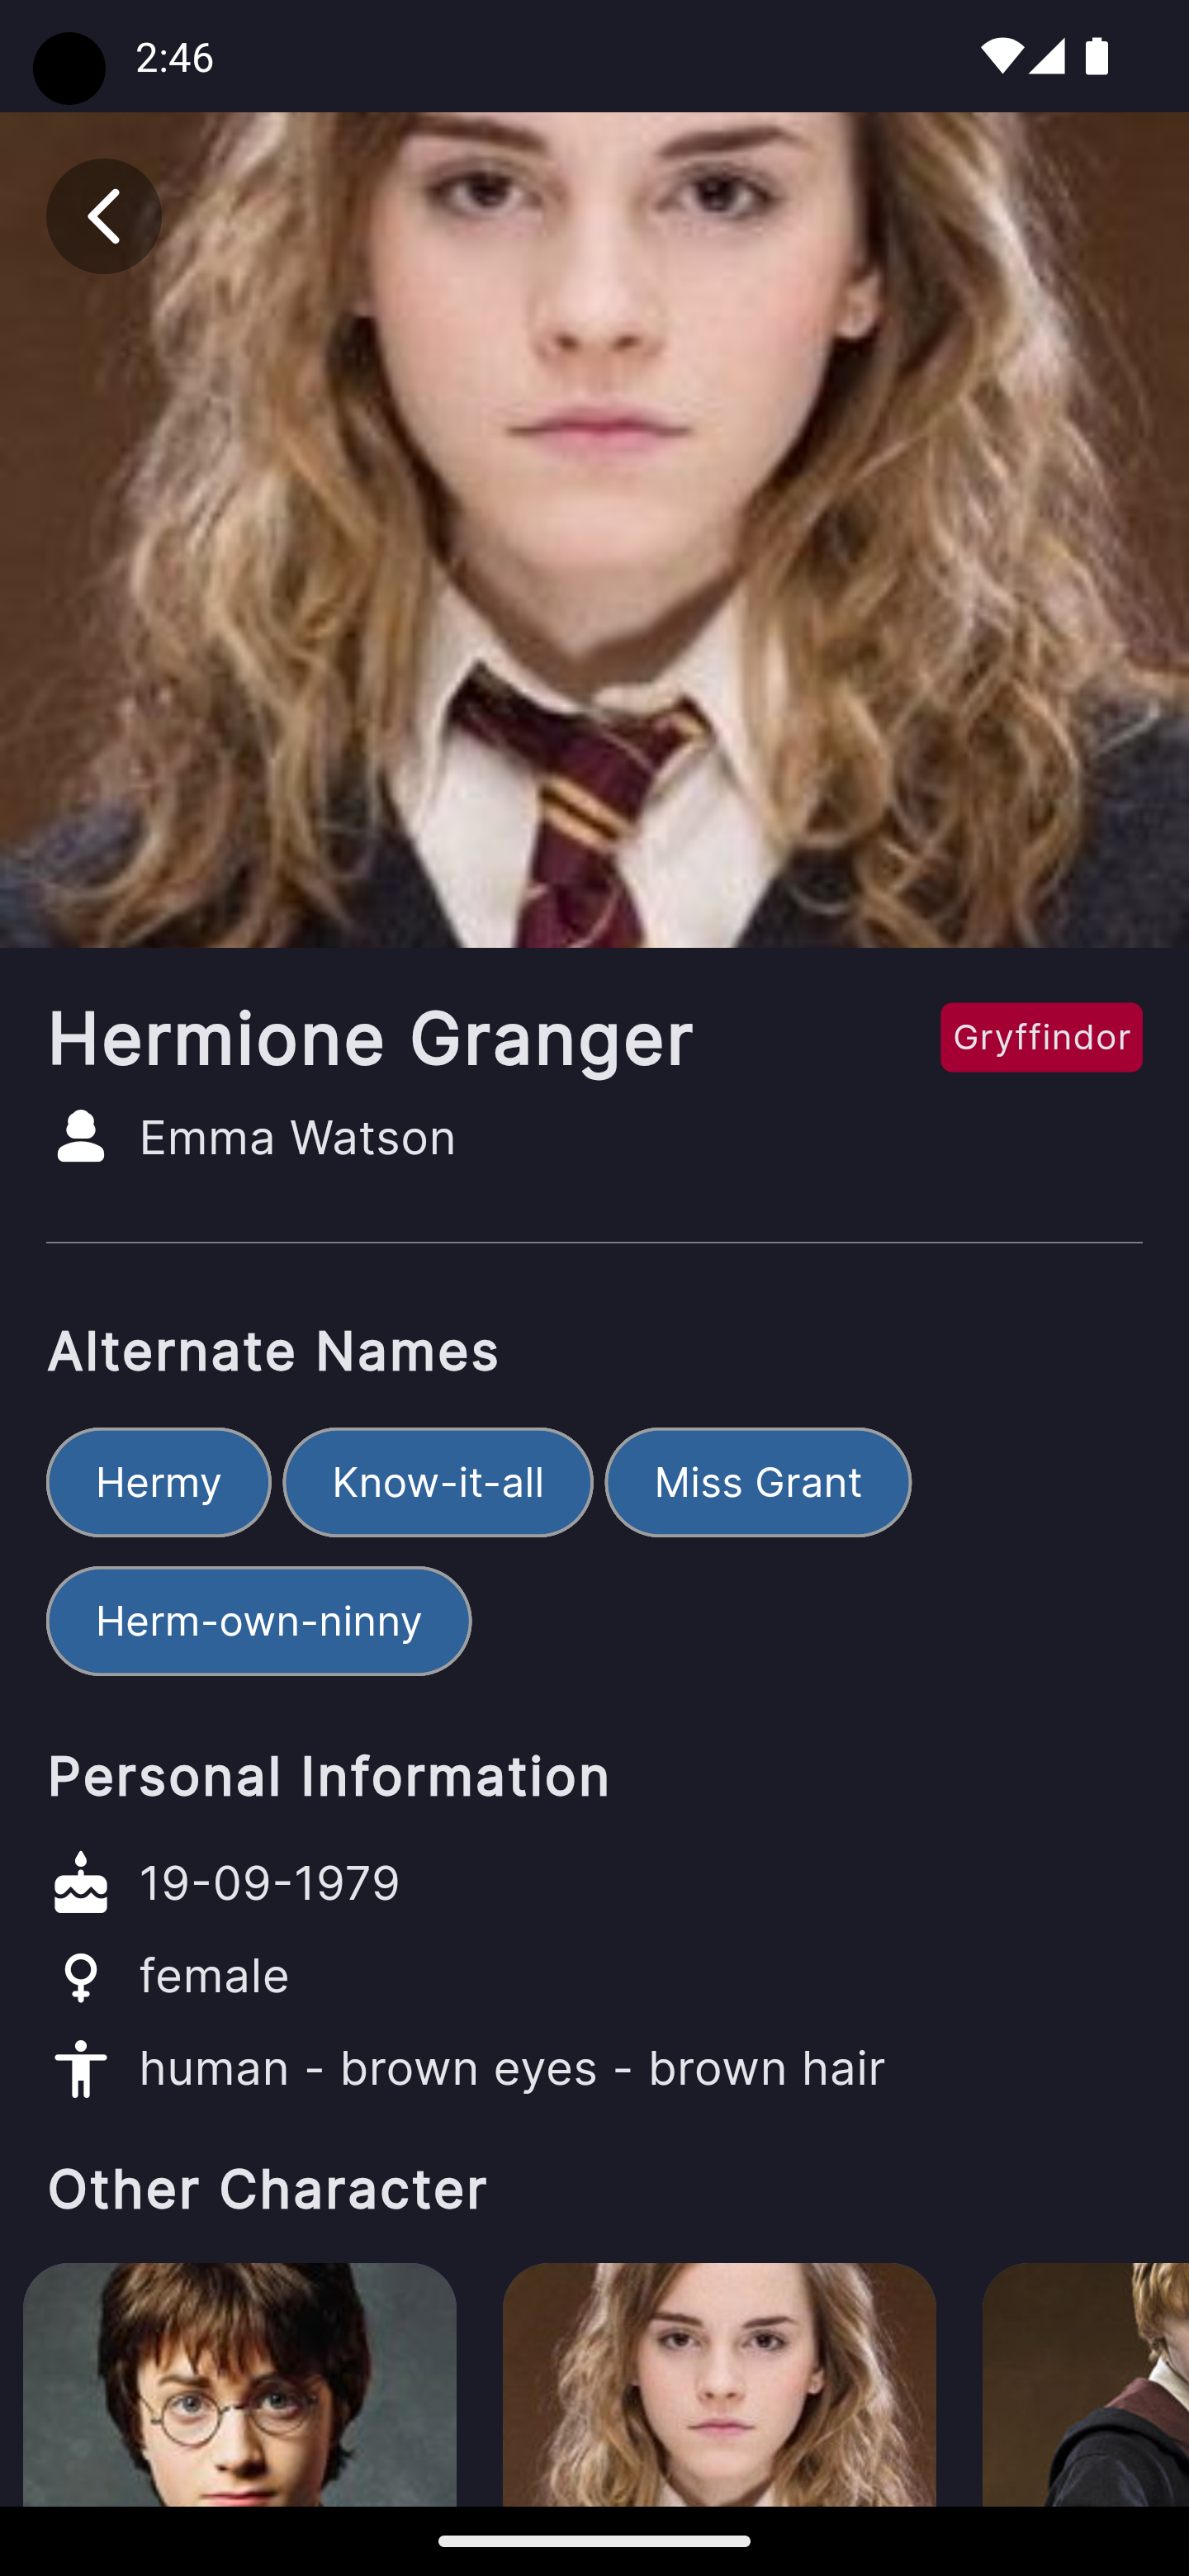 2:46
Hermione Granger
Gryffindor
Emma Watson
Alternate Names
Hermy
Know-it-all
Miss Grant
Herm-own-ninny
Personal Information
19-09-1979
female
human - brown eyes - brown hair
Other Character